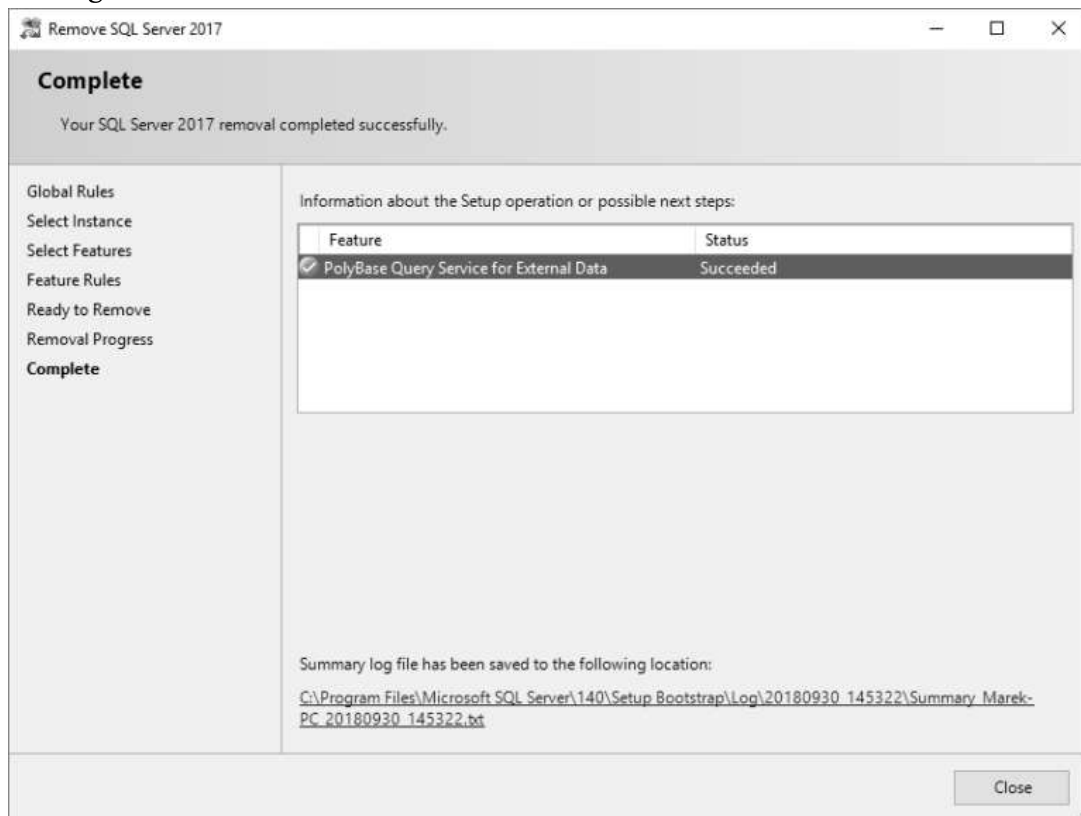 Remove SQL Server 2017
Complete
Your SQL Server 2017 removal completed successfully.
Global Rules
Select Instance
Select Features
Feature Rules
Ready to Remove
Removal Progress
Complete
Information about the Setup operation or possible next steps:
Feature Status
PolyBase Query Service for External Data Succeeded
Summary log file has been saved to the following location:
C:\Program Files\Microsoft SQL Server\140\Setup Bootstrap\Log\20180930_145322\Summary_Marek-
PC_20180930_145322.txt
Close